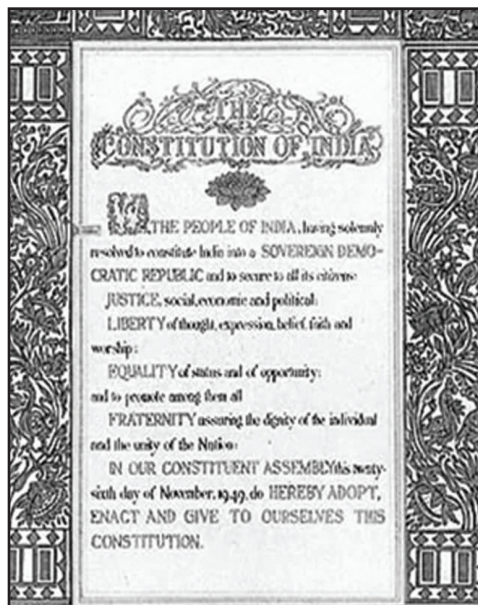 THE
CONSTITUTION OF INDIA
WE, THE PEOPLE OF INDIA, having solemnly
resolved to constitute India into a SOVEREIGN DEMO-
CRATIC REPUBLIC and to secure to all its citizens:
JUSTICE, social, economic and political;
LIBERTY of thought, expression, belief, faith and
worship;
EQUALITY of status and of opportunity;
and to promote among them all
FRATERNITY assuring the dignity of the individual
and the unity of the Nation;
IN OUR CONSTITUENT ASSEMBLY this twenty-
sixth day of November, 1949, do HEREBY ADOPT,
ENACT AND GIVE TO OURSELVES THIS
CONSTITUTION.